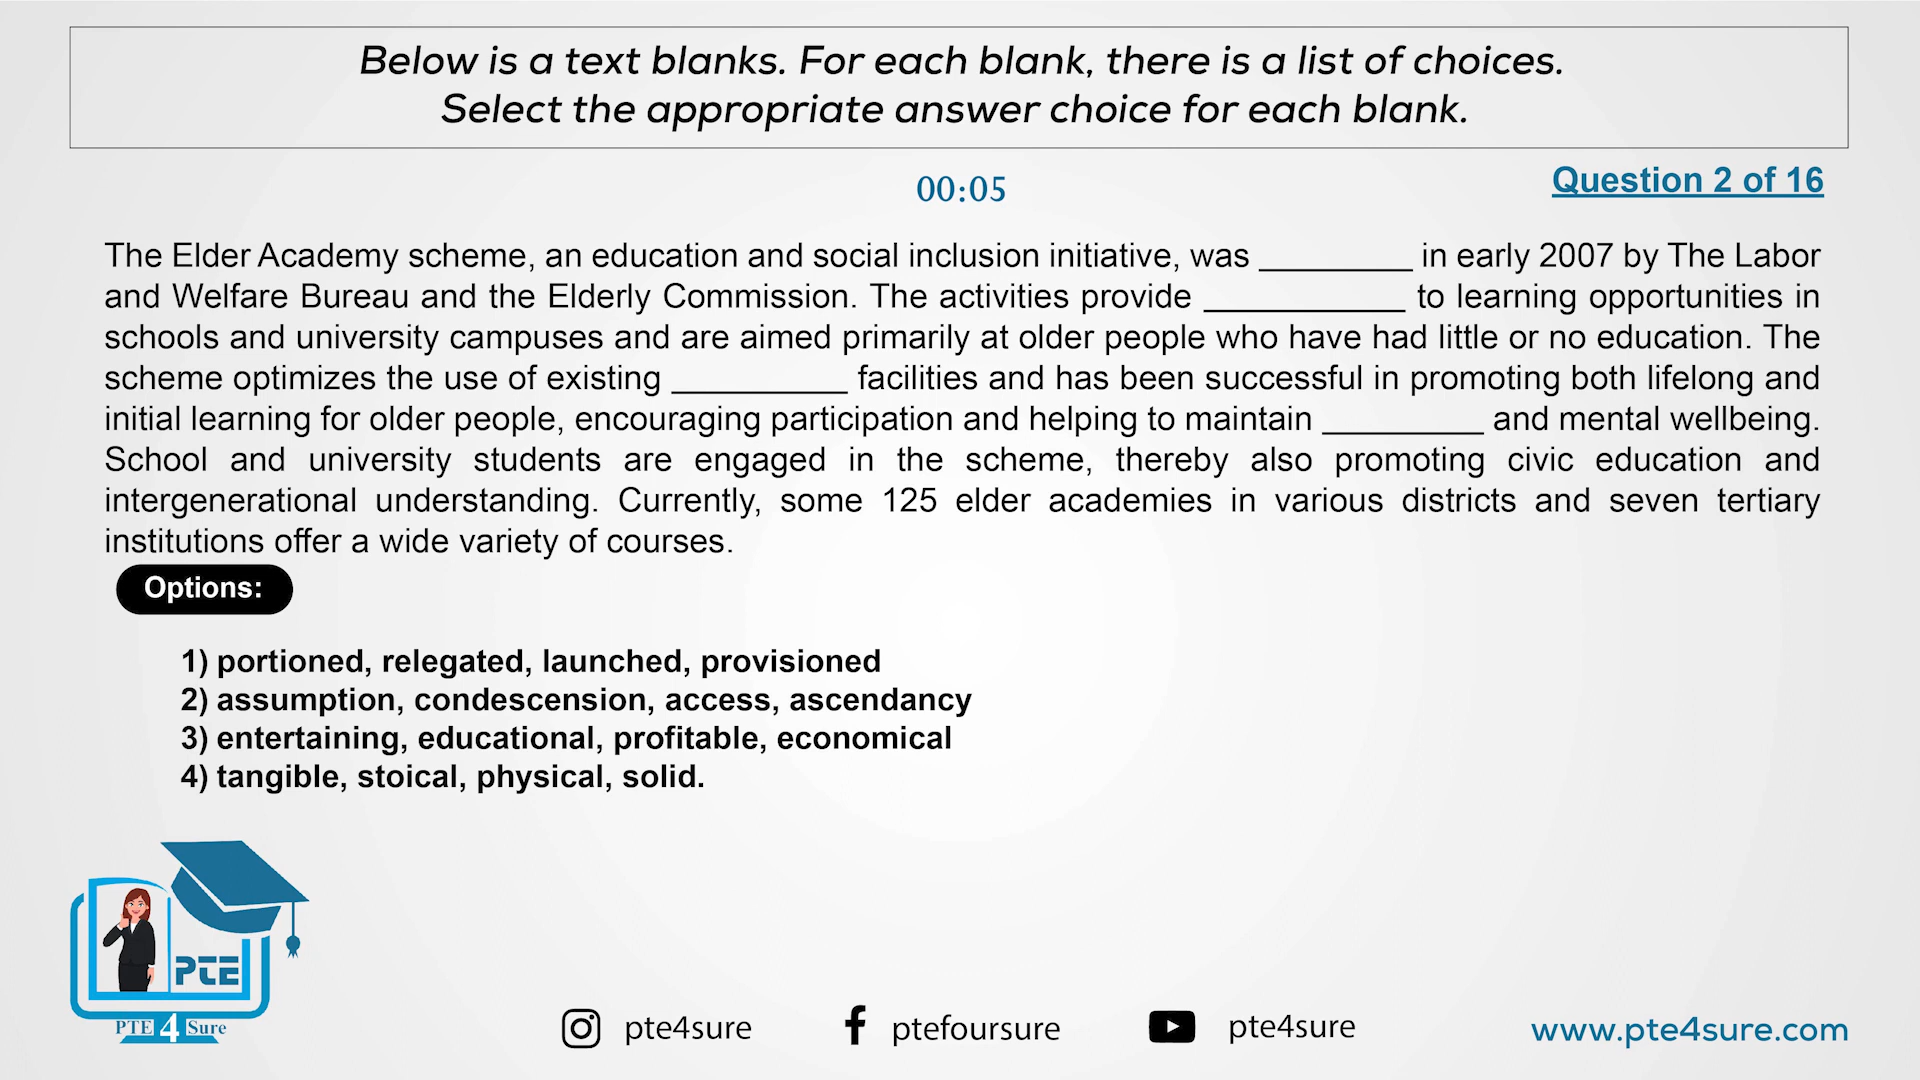 Below is a text blanks. For each blank, there is a list of choices.
Select the appropriate answer choice for each blank.
00:05
Question 2 of 16
The Elder Academy scheme, an education and social inclusion initiative, was _________ in early 2007 by The Labor
and Welfare Bureau and the Elderly Commission. The activities provide ____________ to learning opportunities in
schools and university campuses and are aimed primarily at older people who have had little or no education. The
scheme optimizes the use of existing __________ facilities and has been successful in promoting both lifelong and
initial learning for older people, encouraging participation and helping to maintain _________ and mental wellbeing.
School and university students are engaged in the scheme, thereby also promoting civic education and
intergenerational understanding. Currently, some 125 elder academies in various districts and seven tertiary
institutions offer a wide variety of courses.
Options:
1) portioned, relegated, launched, provisioned
2) assumption, condescension, access, ascendancy
3) entertaining, educational, profitable, economical
4) tangible, stoical, physical, solid.
PTE
PTE 4 Sure
pte4sure
ptefoursure
pte4sure
www.pte4sure.com